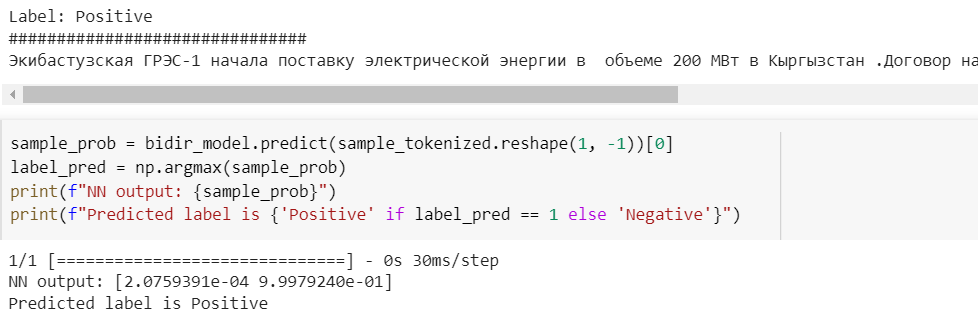 Label: Positive
###############################
Экибастузская ГРЭС-1 начала поставку электрической энергии в  объеме 200 МВт в Кыргызстан .Договор на
sample_prob = bidir_model.predict(sample_tokenized.reshape(1, -1))[0]
label_pred = np.argmax(sample_prob)
print(f"NN output: {sample_prob}")
print(f"Predicted label is {'Positive' if label_pred == 1 else 'Negative'}")
1/1 [==============================] - 0s 30ms/step
NN output: [2.0759391e-04 9.9979240e-01]
Predicted label is Positive